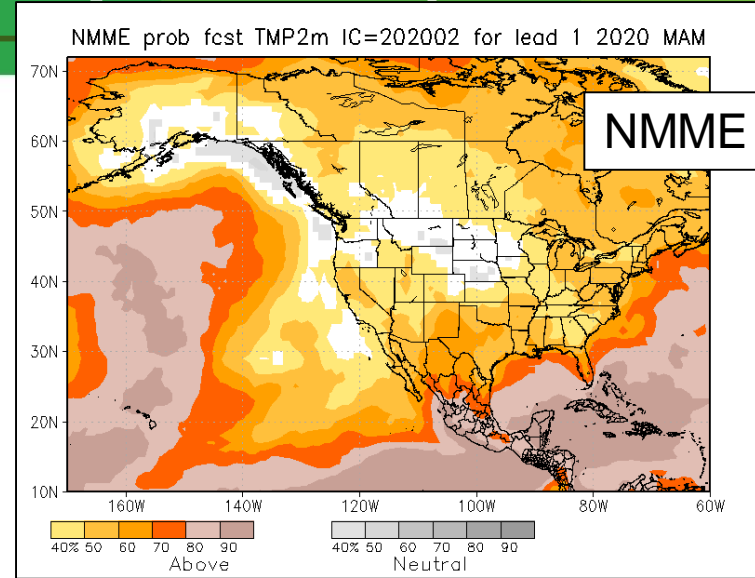 NMME prob fcst TMP2m IC=202002 for lead 1 2020 MAM
70N
NMME
60N
50N
40N
30N
20N
10N
160W 140W 120W 100W 80W 60W
40% 50 60 70 80 90 40% 50 60 70 80 90
Above Neutral